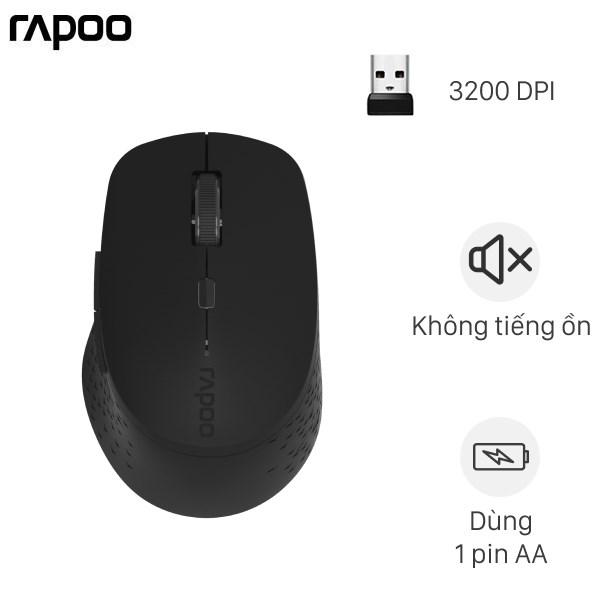 rapoo
3200 DPI
Không tiếng ồn
rapoo
Dùng
1 pin AA